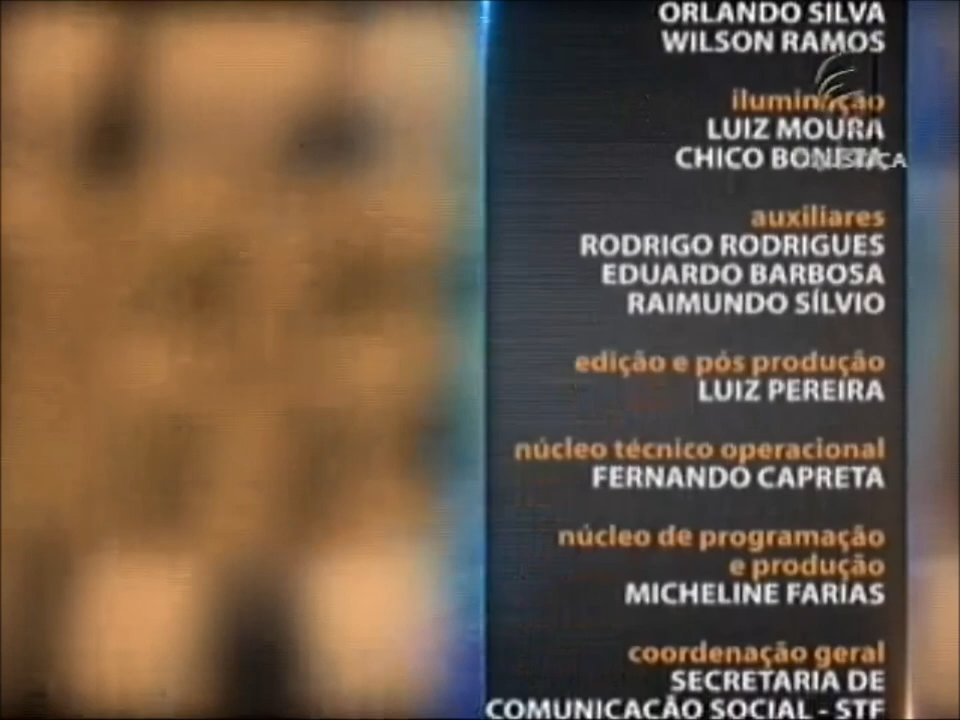 ORLANDO SILVA
WILSON RAMOS
iluminação
LUIZ MOURA
CHICO BONETA
auxiliares
RODRIGO RODRIGUES
EDUARDO BARBOSA
RAIMUNDO SÍLVIO
edição e pós produção
LUIZ PEREIRA
núcleo técnico operacional
FERNANDO CAPRETA
núcleo de programação
e produção
MICHELINE FARIAS
coordenação geral
SECRETARIA DE
COMUNICAÇÃO SOCIAL - STF